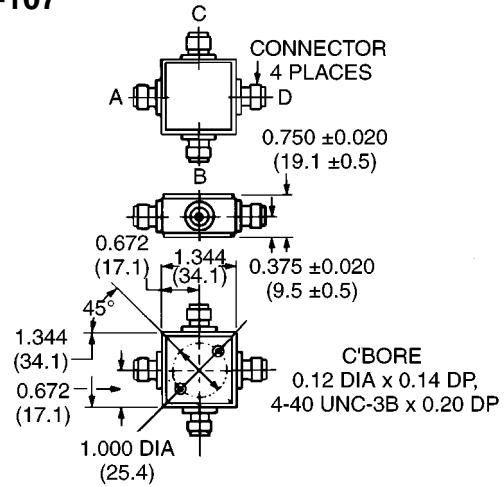 -107
C
CONNECTOR
4 PLACES
A
D
B
0.750 ±0.020
(19.1 ±0.5)
0.672
(17.1)
1.344
(34.1)
0.375 ±0.020
(9.5 ±0.5)
45°
1.344
(34.1)
0.672
(17.1)
C'BORE
0.12 DIA x 0.14 DP,
4-40 UNC-3B x 0.20 DP
1.000 DIA
(25.4)